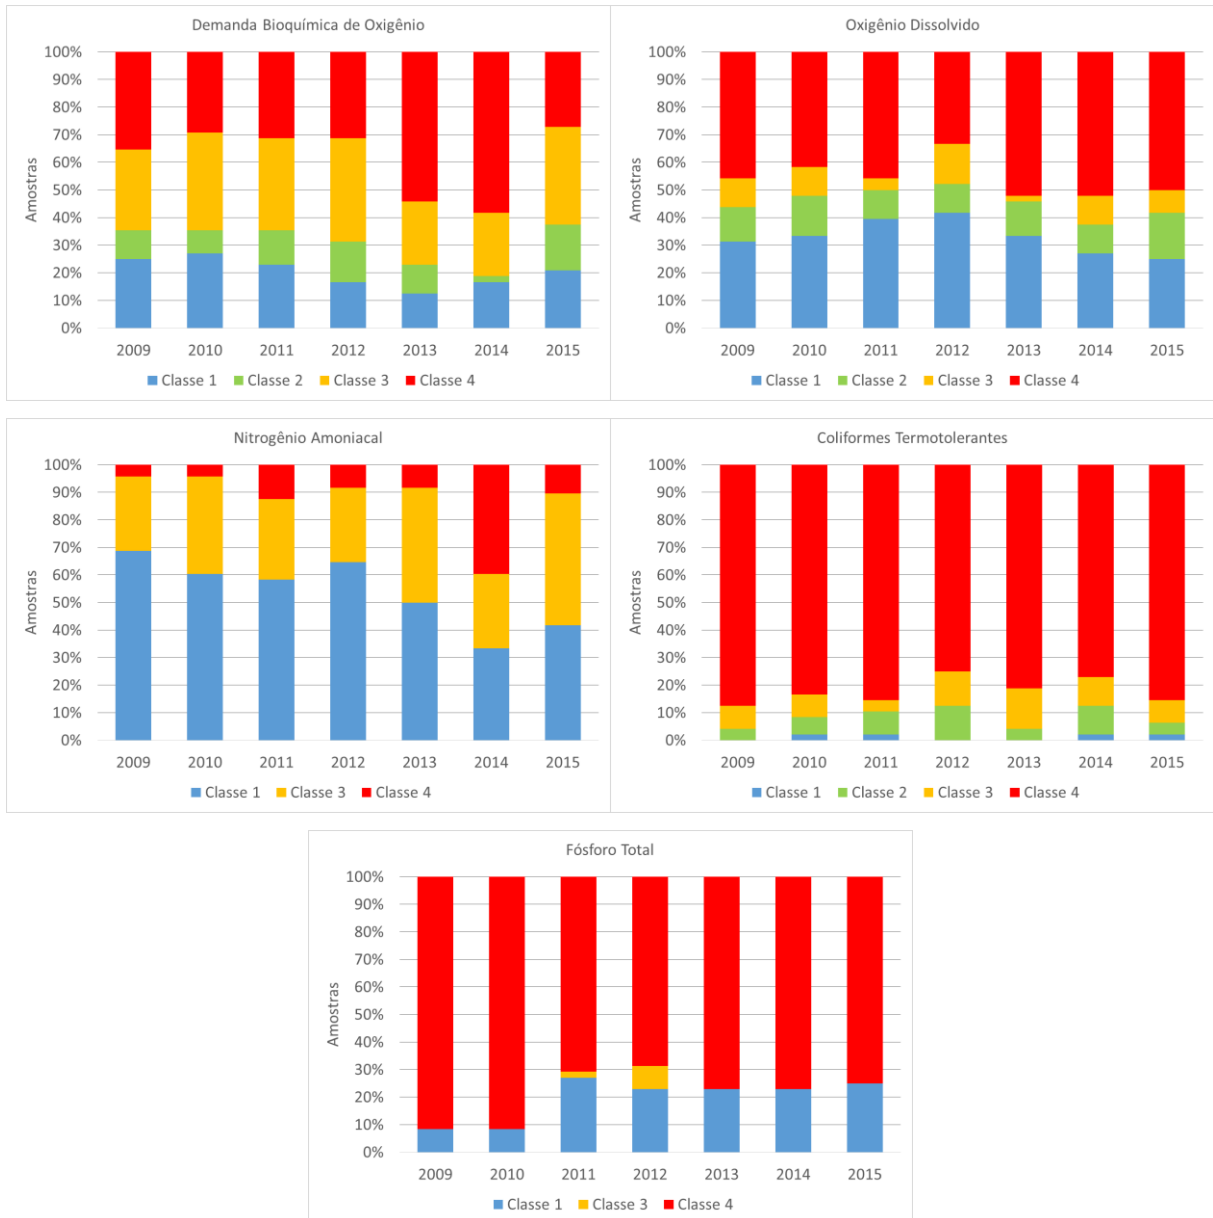 Demanda Bioquímica de Oxigênio
100%
90%
80%
70%
60%
50%
40%
30%
20%
10%
0%
Amostras
2009 2010 2011 2012 2013 2014 2015
Classe 1 Classe 2 Classe 3 Classe 4
Oxigênio Dissolvido
100%
90%
80%
70%
60%
50%
40%
30%
20%
10%
0%
Amostras
2009 2010 2011 2012 2013 2014 2015
Classe 1 Classe 2 Classe 3 Classe 4
Nitrogênio Amoniacal
100%
90%
80%
70%
60%
50%
40%
30%
20%
10%
0%
Amostras
2009 2010 2011 2012 2013 2014 2015
Classe 1 Classe 3 Classe 4
Coliformes Termotolerantes
100%
90%
80%
70%
60%
50%
40%
30%
20%
10%
0%
Amostras
2009 2010 2011 2012 2013 2014 2015
Classe 1 Classe 2 Classe 3 Classe 4
Fósforo Total
100%
90%
80%
70%
60%
50%
40%
30%
20%
10%
0%
Amostras
2009 2010 2011 2012 2013 2014 2015
Classe 1 Classe 3 Classe 4